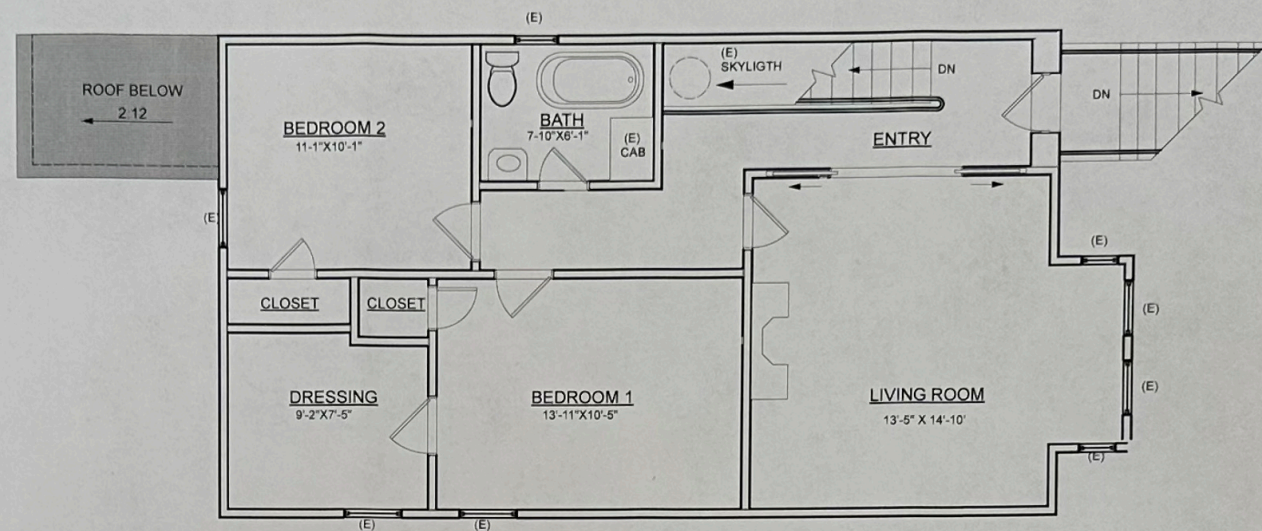 (E)
ROOF BELOW
2.12
BEDROOM 2
11-1"X10'-1"
BATH
7-10"X6'-1"
(E)
CAB
(E)
SKYLIGTH
DN
DN
ENTRY
(E)
CLOSET
CLOSET
DRESSING
9'-2"X7'-5"
BEDROOM 1
13'-11"X10'-5"
LIVING ROOM
13'-5" X 14'-10'
(E)
(E)
(E)
(E)
(E)
(E)